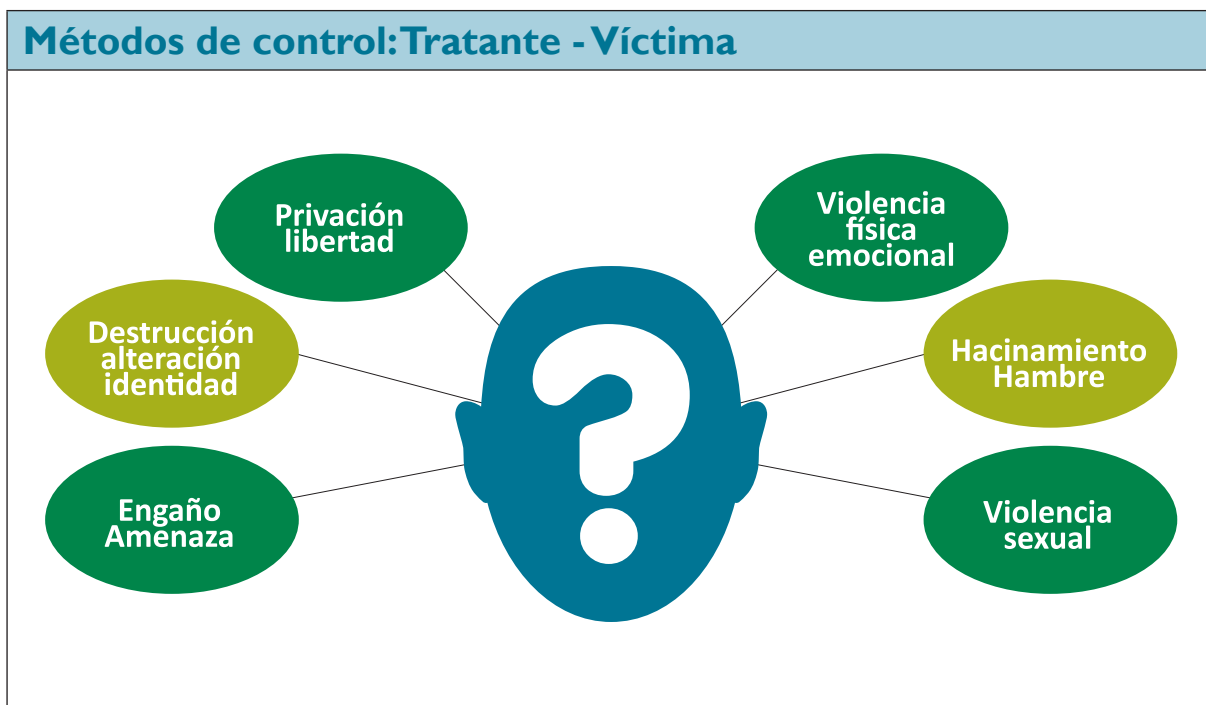 Métodos de control: Tratante - Víctima
Privación
libertad
Violencia
física
emocional
Destrucción
alteración
identidad
Hacinamiento
Hambre
Engaño
Amenaza
Violencia
sexual
?